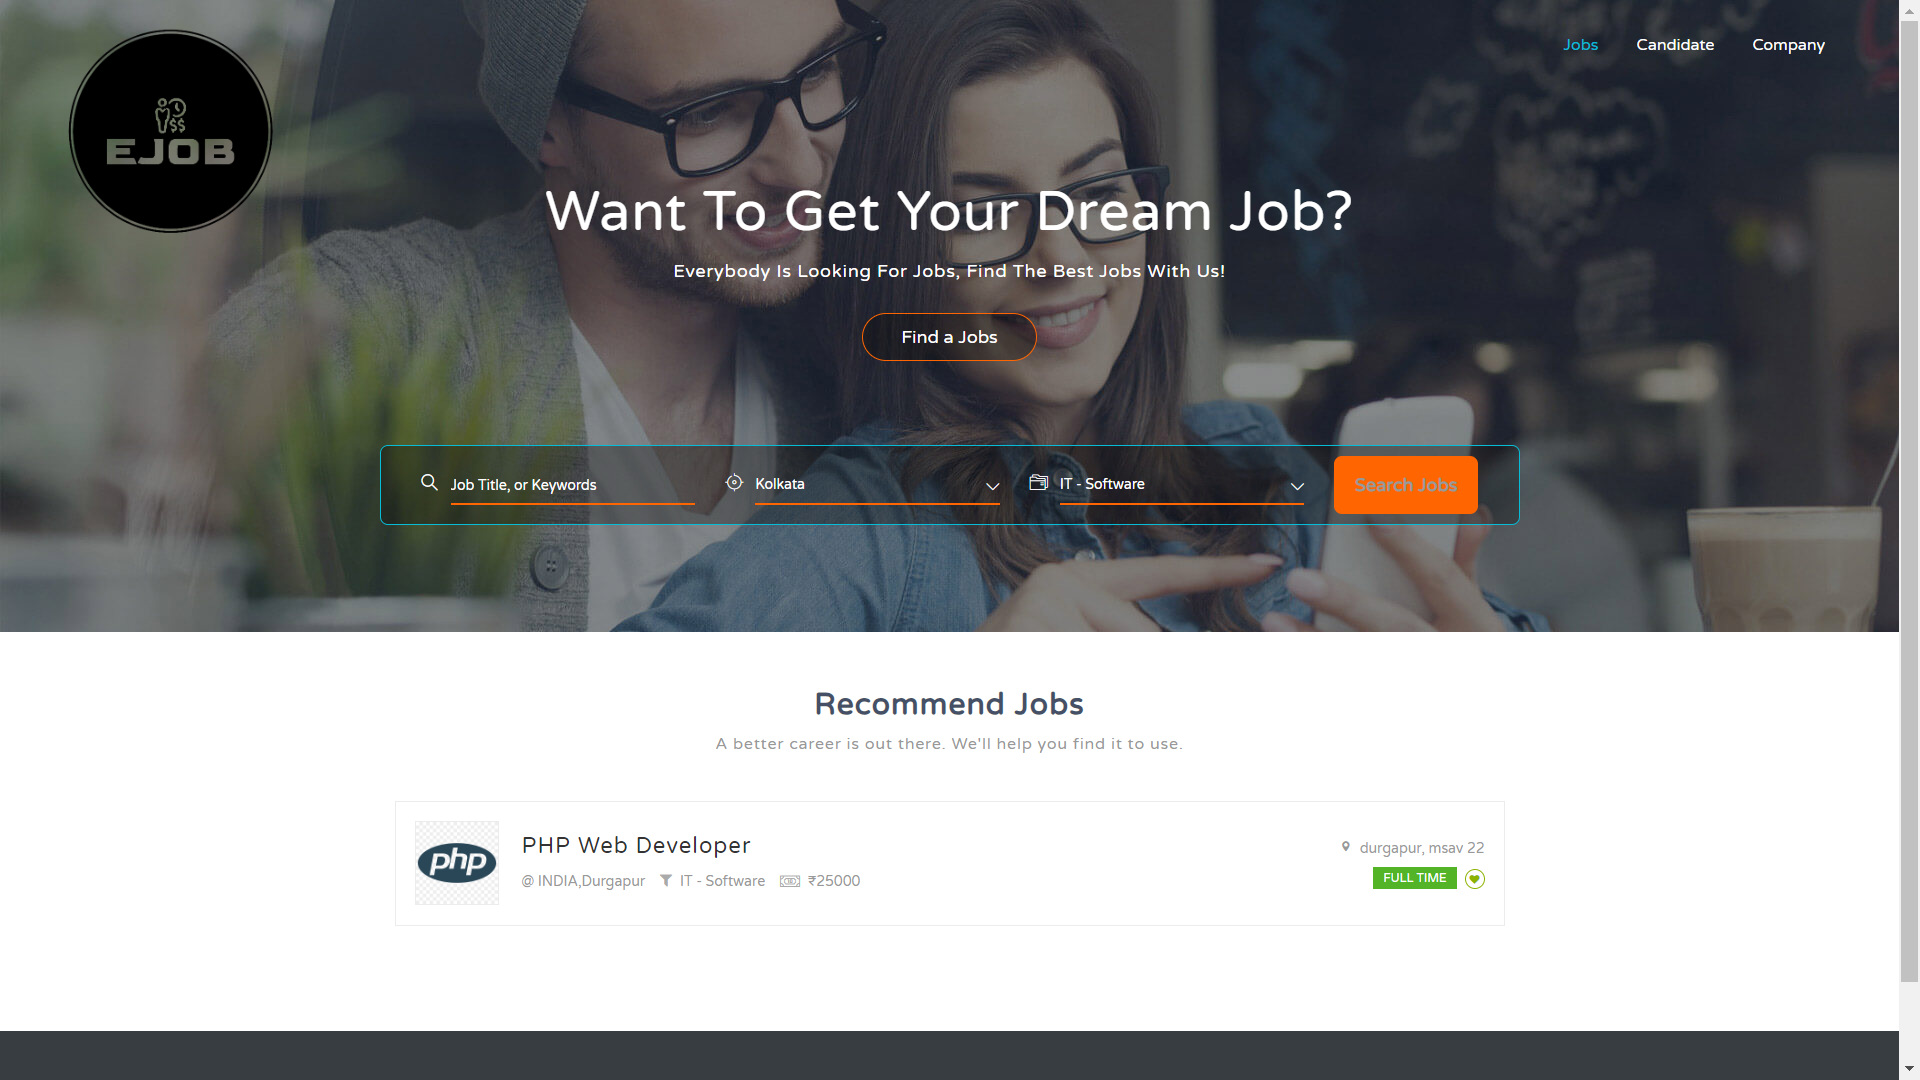 Jobs Candidate Company
EJOB
Want To Get Your Dream Job?
Everybody Is Looking For Jobs, Find The Best Jobs With Us!
Find a Jobs
Job Title, or Keywords Kolkata IT - Software Search Jobs
Recommend Jobs
A better career is out there. We'll help you find it to use.
php
PHP Web Developer
@ INDIA,Durgapur IT - Software ₹25000
durgapur, msav 22
FULL TIME